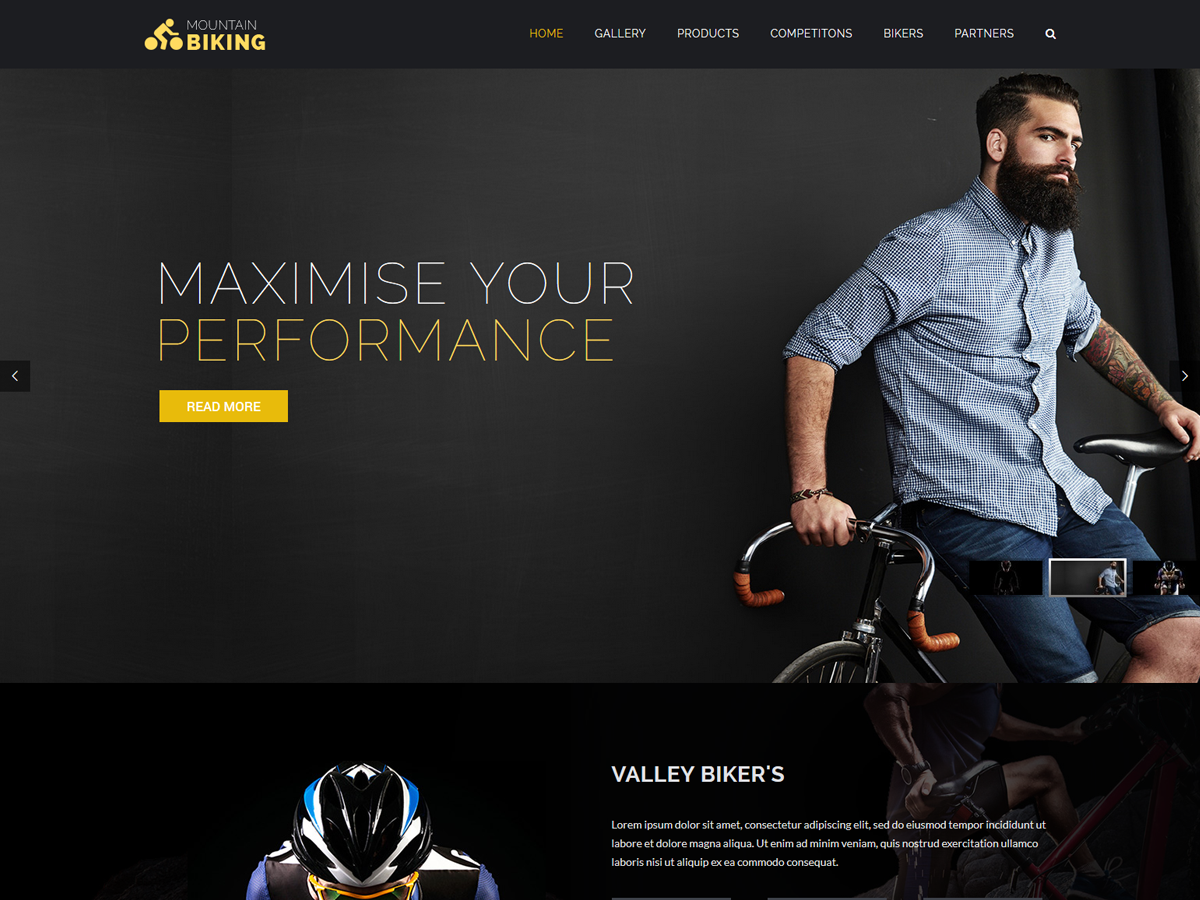 MOUNTAIN
BIKING
HOME GALLERY PRODUCTS COMPETITONS BIKERS PARTNERS
MAXIMISE YOUR
PERFORMANCE
READ MORE
VALLEY BIKER'S
Lorem ipsum dolor sit amet, consectetur adipiscing elit, sed do eiusmod tempor incididunt ut
labore et dolore magna aliqua. Ut enim ad minim veniam, quis nostrud exercitation ullamco
laboris nisi ut aliquip ex ea commodo consequat.